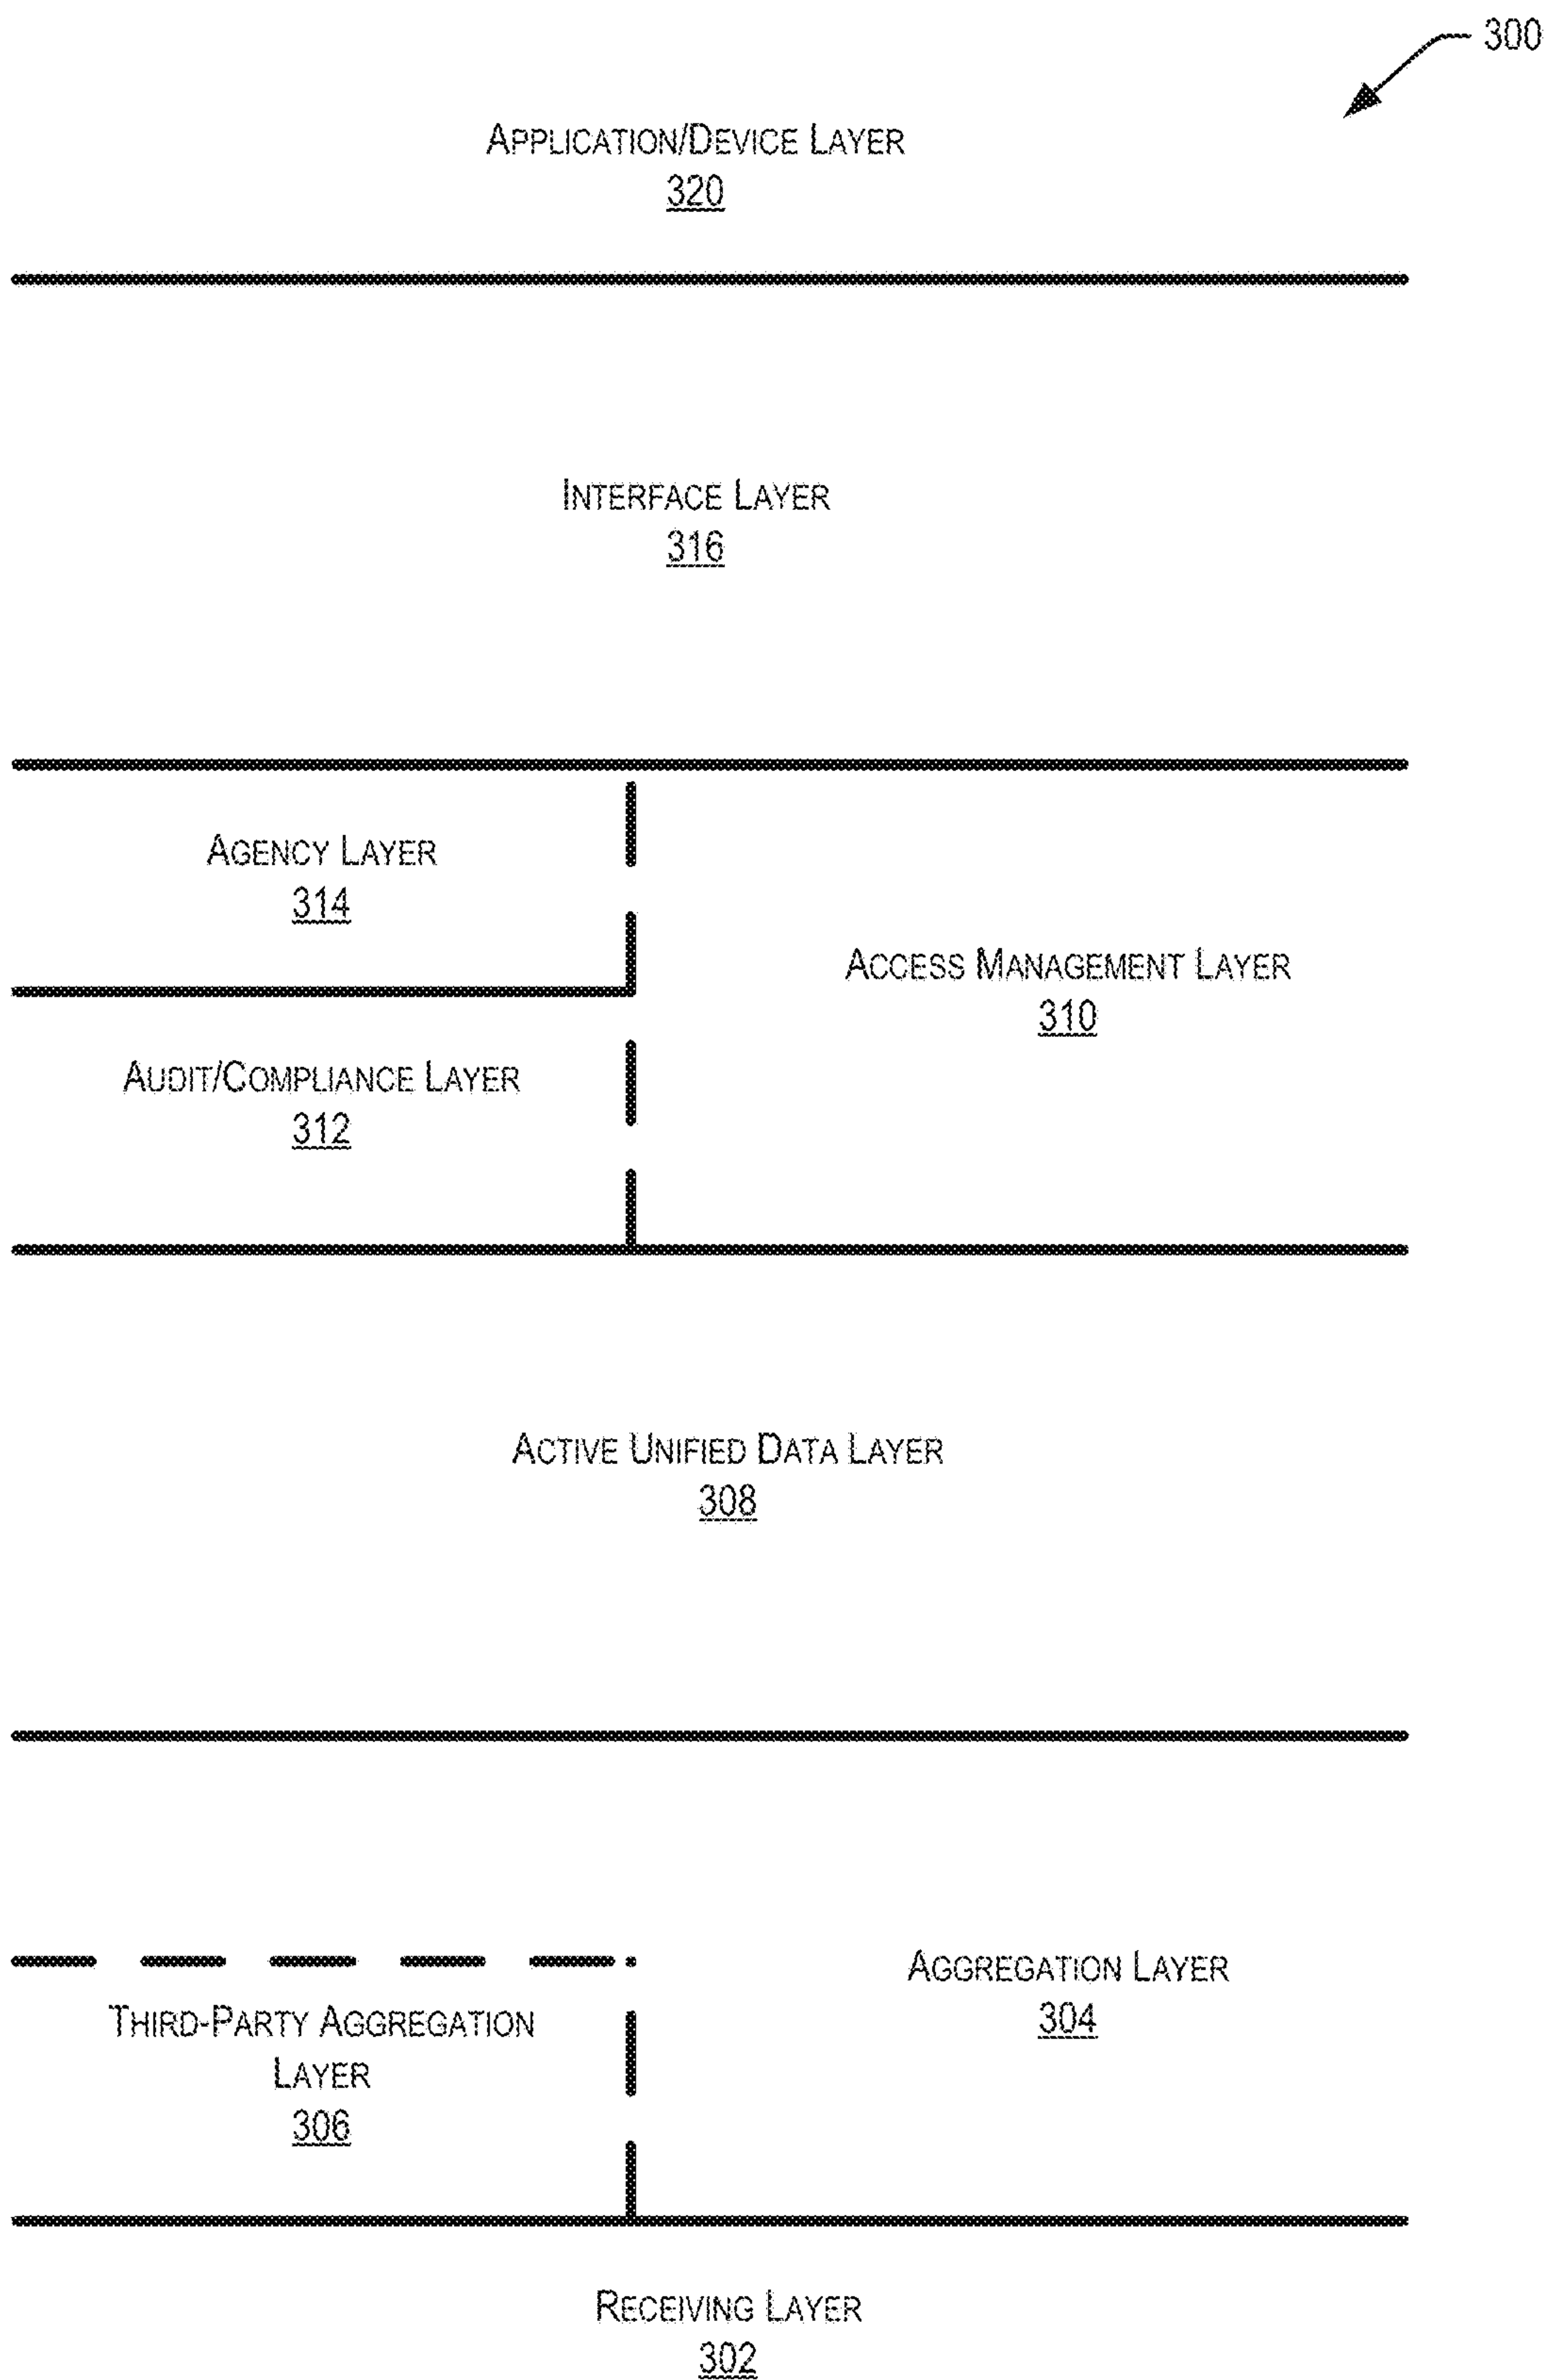 300
APPLICATION/DEVICE LAYER
320
INTERFACE LAYER
316
AGENCY LAYER
314
ACCESS MANAGEMENT LAYER
310
AUDIT/COMPLIANCE LAYER
312
ACTIVE UNIFIED DATA LAYER
308
AGGREGATION LAYER
304
THIRD-PARTY AGGREGATION
LAYER
306
RECEIVING LAYER
302